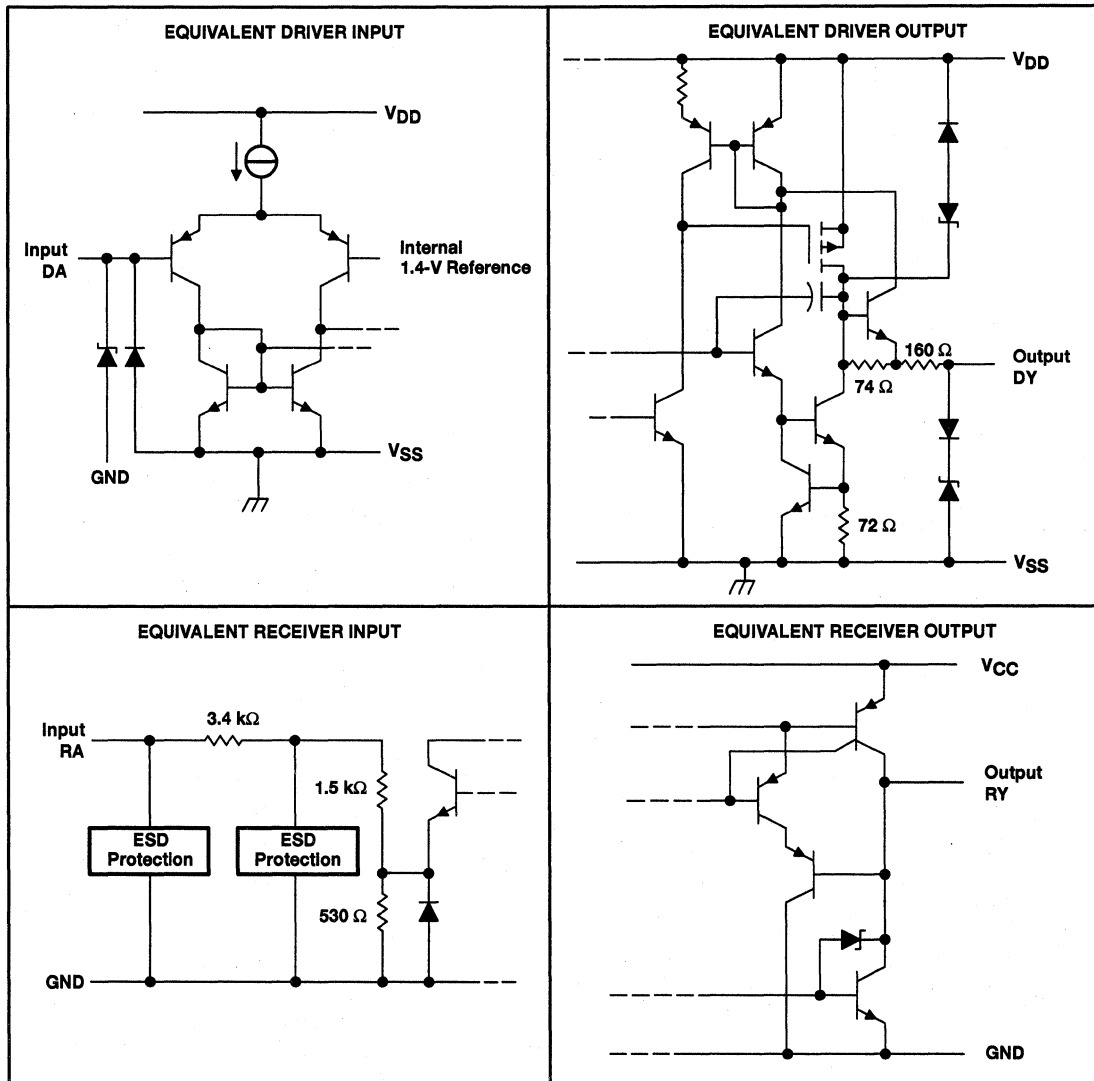 EQUIVALENT DRIVER INPUT
VDD
Input
DA
Internal
1.4-V Reference
GND
VSS
EQUIVALENT DRIVER OUTPUT
VDD
160 Ω
Output
DY
74 Ω
72 Ω
VSS
EQUIVALENT RECEIVER INPUT
Input
RA
3.4 kΩ
1.5 kΩ
ESD
Protection
ESD
Protection
530 Ω
GND
EQUIVALENT RECEIVER OUTPUT
VCC
Output
RY
GND